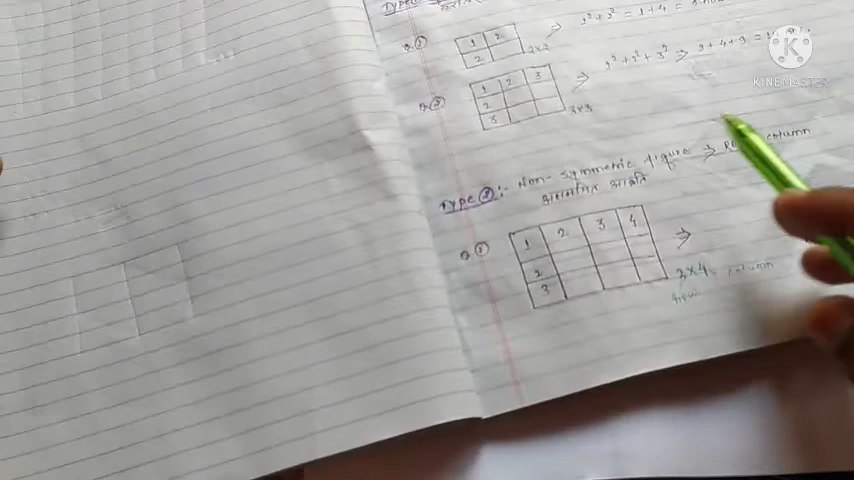 Type
Q.①
1 2
2
2×2
⇒ 1²+2² = 1+4 =
Q.②
1 2 3
2
3
3×3
⇒ 1²+2²+3² ⇒ 1+4+9 =
K
KINEMASTER
Type ②:- Non-Symmetric figure ⇒ column
असममित आकृति
Q.①
1 2 3 4
2
3
⇒
3×4 column